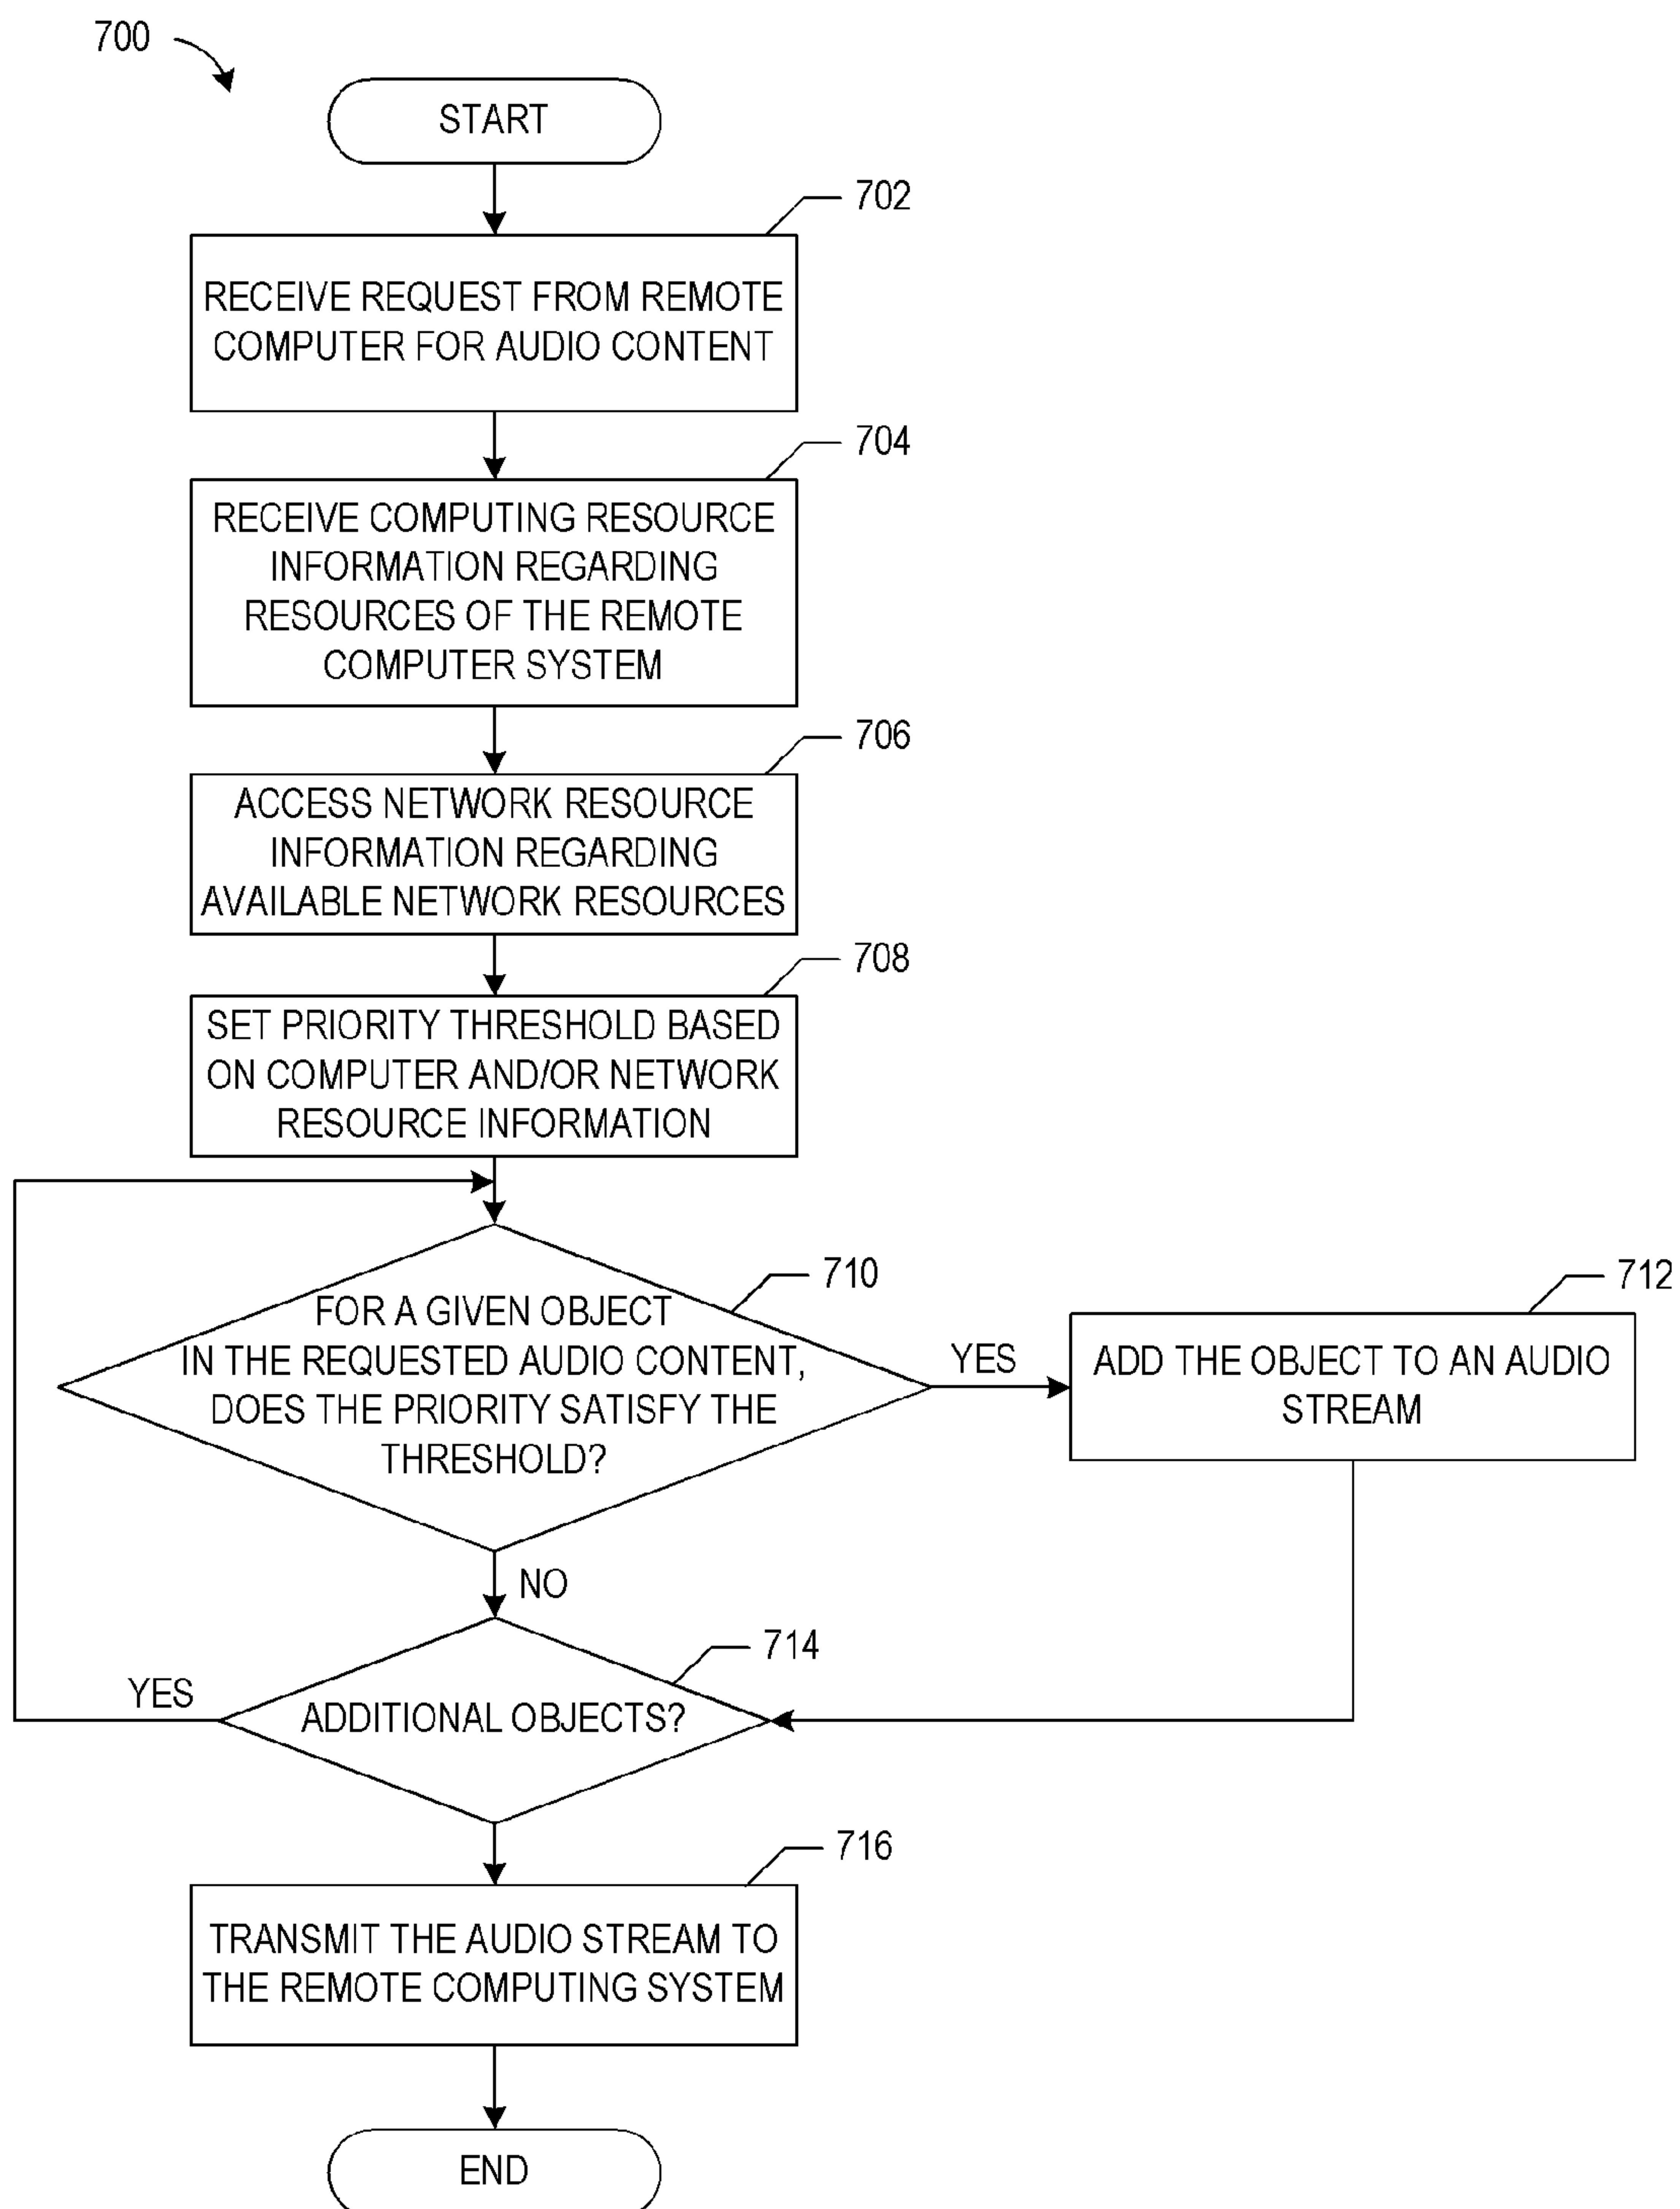 700
START
702
RECEIVE REQUEST FROM REMOTE
COMPUTER FOR AUDIO CONTENT
704
RECEIVE COMPUTING RESOURCE
INFORMATION REGARDING
RESOURCES OF THE REMOTE
COMPUTER SYSTEM
706
ACCESS NETWORK RESOURCE
INFORMATION REGARDING
AVAILABLE NETWORK RESOURCES
708
SET PRIORITY THRESHOLD BASED
ON COMPUTER AND/OR NETWORK
RESOURCE INFORMATION
710
FOR A GIVEN OBJECT
IN THE REQUESTED AUDIO CONTENT,
DOES THE PRIORITY SATISFY THE
THRESHOLD?
YES
712
ADD THE OBJECT TO AN AUDIO
STREAM
NO
714
YES
ADDITIONAL OBJECTS?
716
TRANSMIT THE AUDIO STREAM TO
THE REMOTE COMPUTING SYSTEM
END